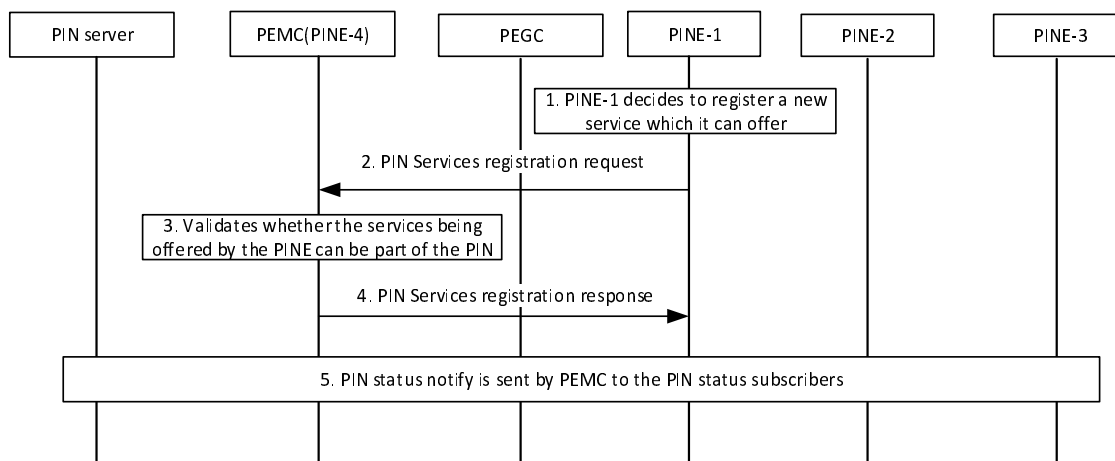 PIN server
PEMC(PINE-4)
PEGC
PINE-1
PINE-2
PINE-3
1. PINE-1 decides to register a new
service which it can offer
2. PIN Services registration request
3. Validates whether the services being
offered by the PINE can be part of the PIN
4. PIN Services registration response
5. PIN status notify is sent by PEMC to the PIN status subscribers